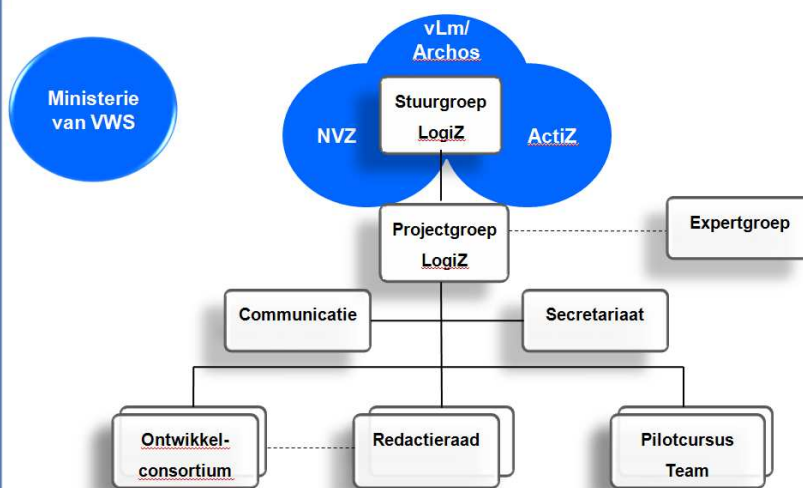 vLm/
Archos
Ministerie
van VWS
Stuurgroep
LogiZ
NVZ
ActiZ
Projectgroep
LogiZ
Expertgroep
Communicatie
Secretariaat
Ontwikkel-
consortium
Redactieraad
Pilotcursus
Team